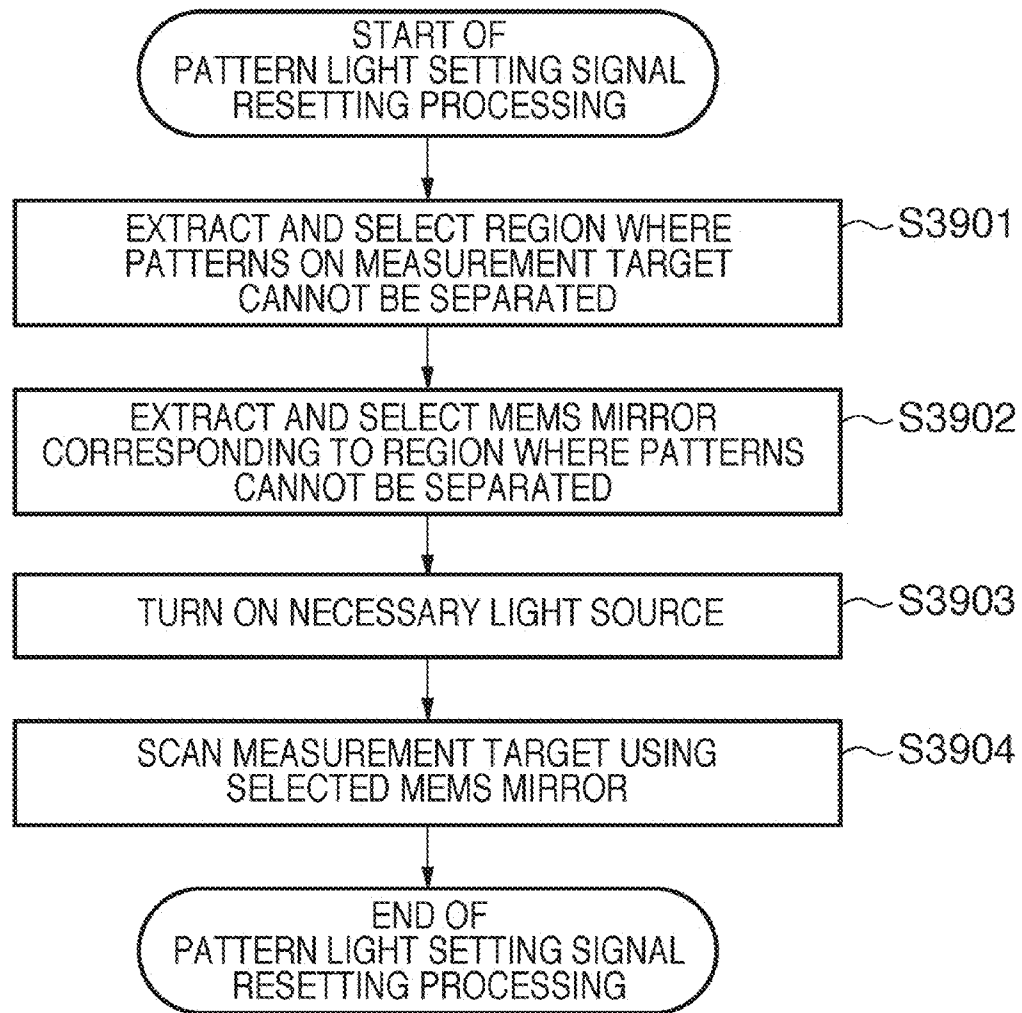 START OF
PATTERN LIGHT SETTING SIGNAL
RESETTING PROCESSING
EXTRACT AND SELECT REGION WHERE
PATTERNS ON MEASUREMENT TARGET
CANNOT BE SEPARATED
S3901
EXTRACT AND SELECT MEMS MIRROR
CORRESPONDING TO REGION WHERE PATTERNS
CANNOT BE SEPARATED
S3902
TURN ON NECESSARY LIGHT SOURCE
S3903
SCAN MEASUREMENT TARGET USING
SELECTED MEMS MIRROR
S3904
END OF
PATTERN LIGHT SETTING SIGNAL
RESETTING PROCESSING